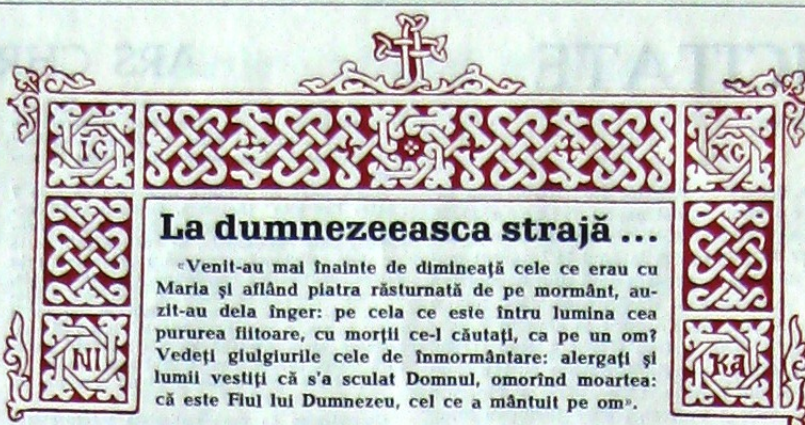 IC
XC
La dumnezeeasca strajă ...
«Venit-au mai înainte de dimineață cele ce erau cu
Maria și aflând piatra răsturnată de pe mormânt, au-
zit-au dela înger: pe cela ce este întru lumina cea
pururea fiitoare, cu morții ce-l căutați, ca pe un om?
Vedeți giulgiurile cele de înmormântare: alergați și
lumii vestiți că s'a sculat Domnul, omorînd moartea:
că este Fiul lui Dumnezeu, cel ce a mântuit pe om».
NI
KA